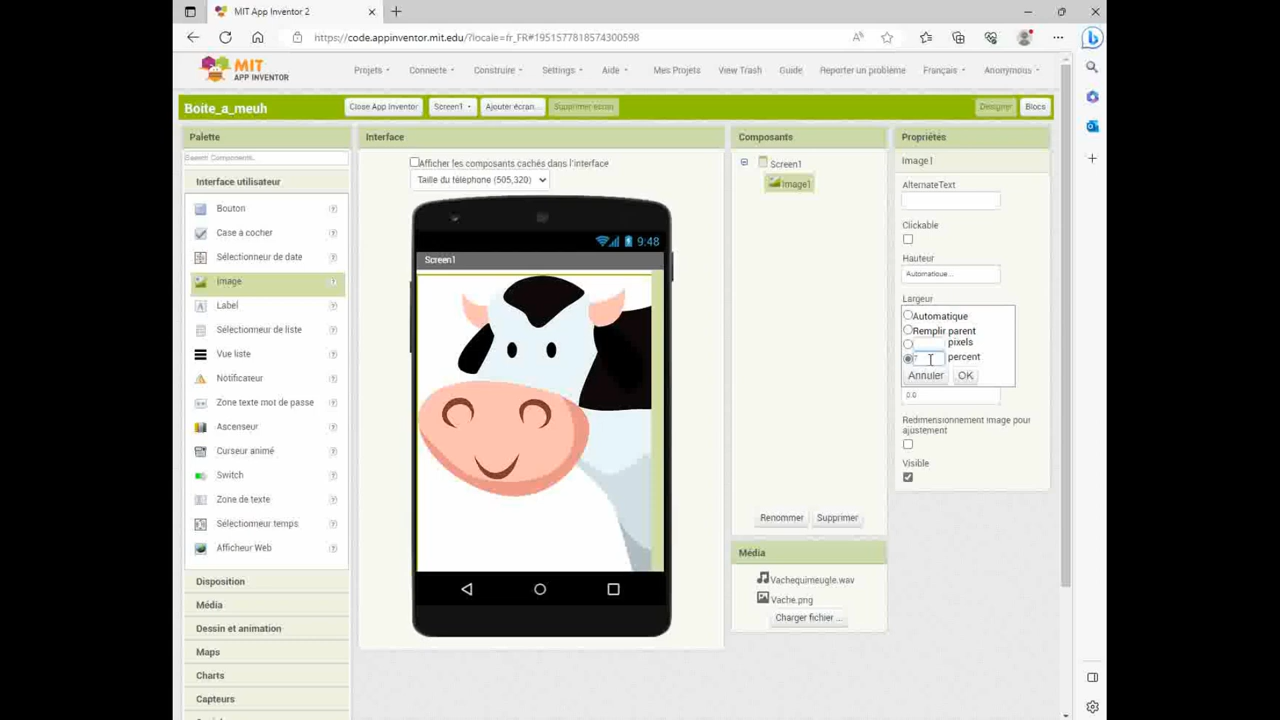 MIT App Inventor 2
https://code.appinventor.mit.edu/?locale=fr_FR#1951577818574300598
MIT
APP INVENTOR
Projets Connecte Construire Settings Aide Mes Projets View Trash Guide Reporter un problème Français Anonymous
Boite_a_meuh Close App Inventor Screen1 Ajouter écran... Supprimer écran Designer Blocs
Palette
Search Components...
Interface utilisateur
Bouton
Case à cocher
Sélectionneur de date
Image
Label
Sélectionneur de liste
Vue liste
Notificateur
Zone texte mot de passe
Ascenseur
Curseur animé
Switch
Zone de texte
Sélectionneur temps
Afficheur Web
Disposition
Média
Dessin et animation
Maps
Charts
Capteurs
Interface
Afficher les composants cachés dans l'interface
Taille du téléphone (505,320)
9:48
Screen1
Composants
Screen1
Image1
Renommer Supprimer
Média
Vachequimeugle.wav
Vache.png
Charger fichier ...
Propriétés
Image1
AlternateText
Clickable
Hauteur
Automatique...
Largeur
Automatique
Remplir parent
pixels
percent
Annuler OK
0.0
Redimensionnement image pour
ajustement
Visible